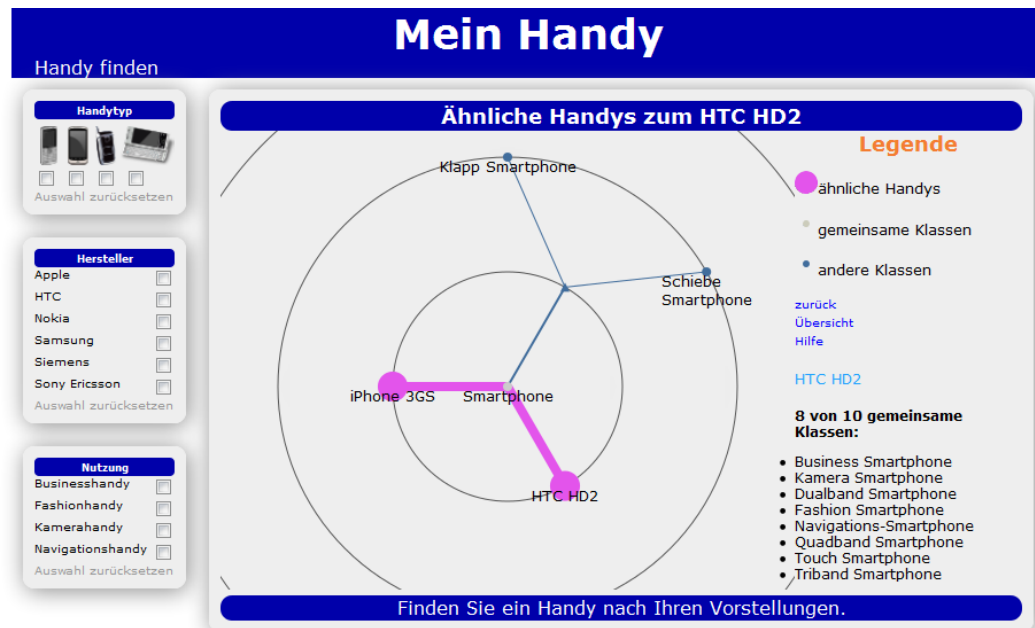 Mein Handy
Handy finden
Handytyp
Auswahl zurücksetzen
Hersteller
Apple
HTC
Nokia
Samsung
Siemens
Sony Ericsson
Auswahl zurücksetzen
Nutzung
Businesshandy
Fashionhandy
Kamerahandy
Navigationshandy
Auswahl zurücksetzen
Ähnliche Handys zum HTC HD2
Klapp Smartphone
Schiebe
Smartphone
iPhone 3GS
Smartphone
HTC HD2
Legende
ähnliche Handys
gemeinsame Klassen
andere Klassen
zurück
Übersicht
Hilfe
HTC HD2
8 von 10 gemeinsame
Klassen:
Business Smartphone
Kamera Smartphone
Dualband Smartphone
Fashion Smartphone
Navigations-Smartphone
Quadband Smartphone
Touch Smartphone
Triband Smartphone
Finden Sie ein Handy nach Ihren Vorstellungen.